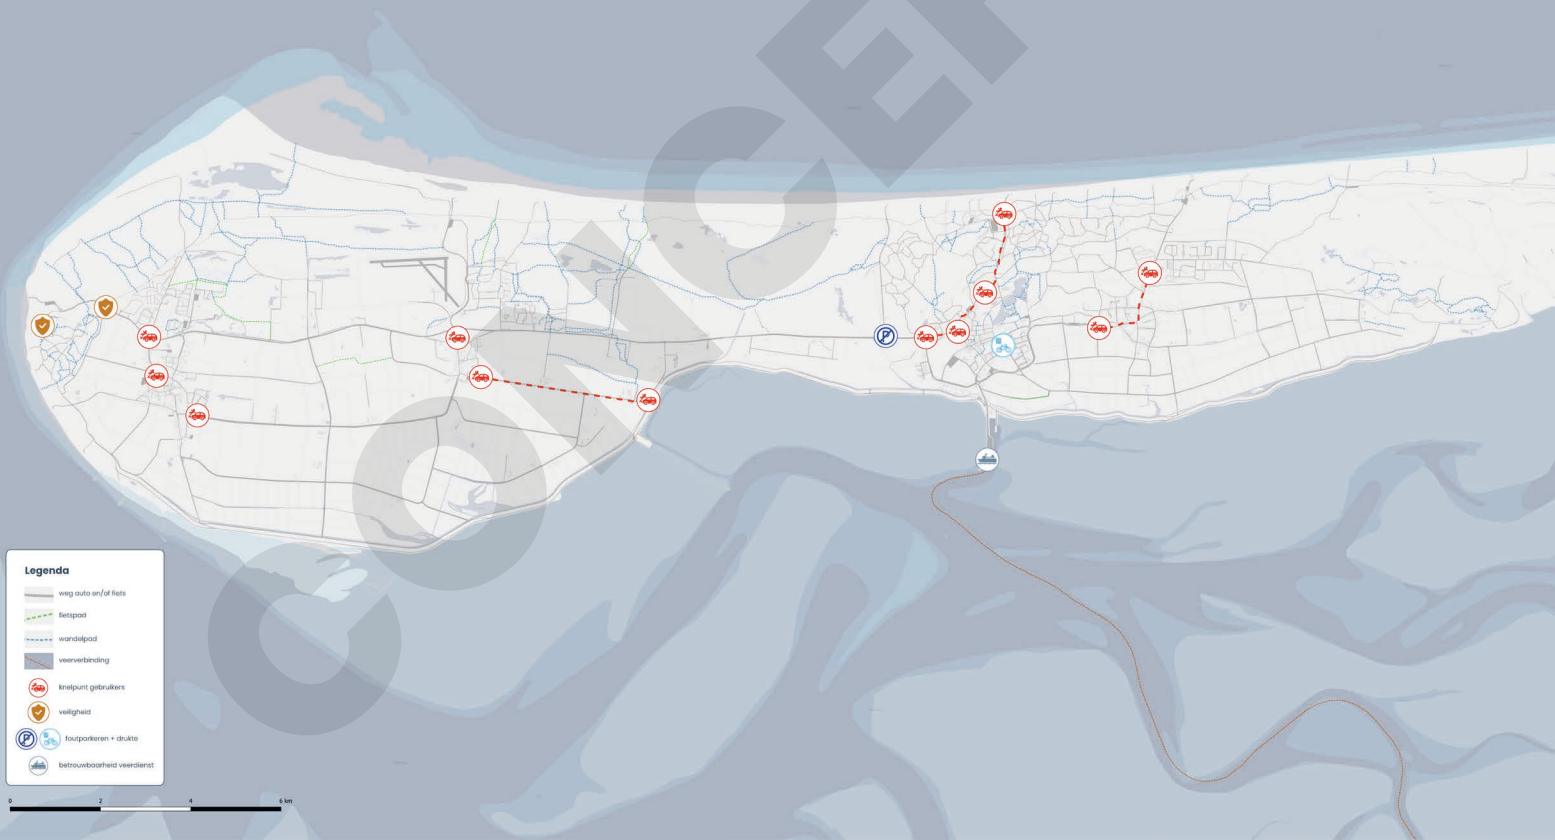 CONCEP
Legenda
weg auto en/of fiets
fietspad
wandelpad
veerverbinding
knelpunt gebruikers
veiligheid
foutparkeren + drukte
betrouwbaarheid veerdienst
0 2 4 6 km